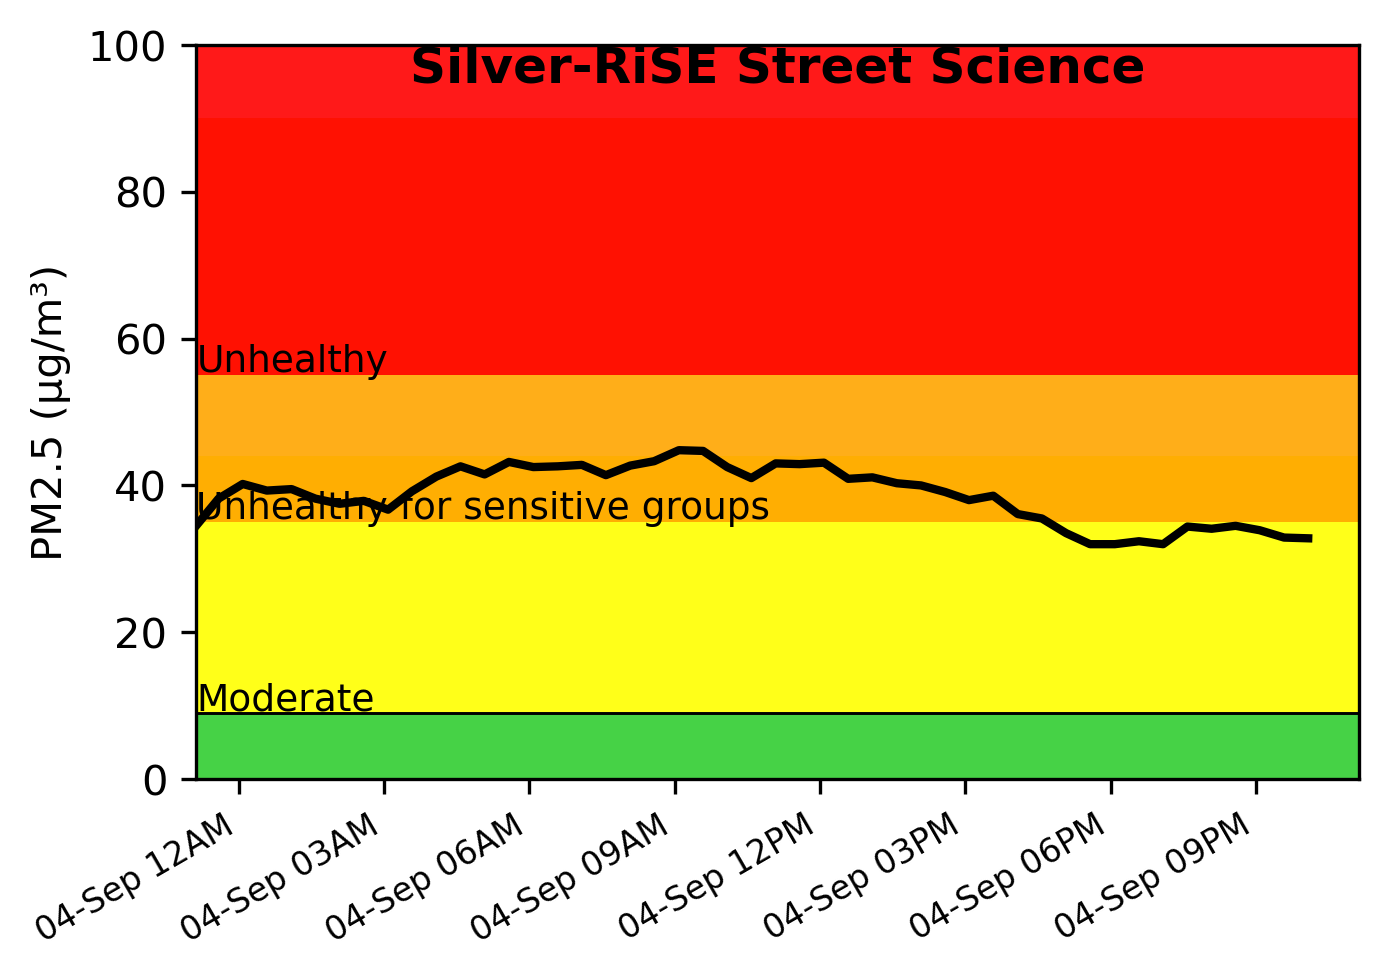 Silver-RiSE Street Science
PM2.5 (µg/m³)
100
80
60
40
20
0
Unhealthy
Unhealthy for sensitive groups
Moderate
04-Sep 12AM
04-Sep 03AM
04-Sep 06AM
04-Sep 09AM
04-Sep 12PM
04-Sep 03PM
04-Sep 06PM
04-Sep 09PM